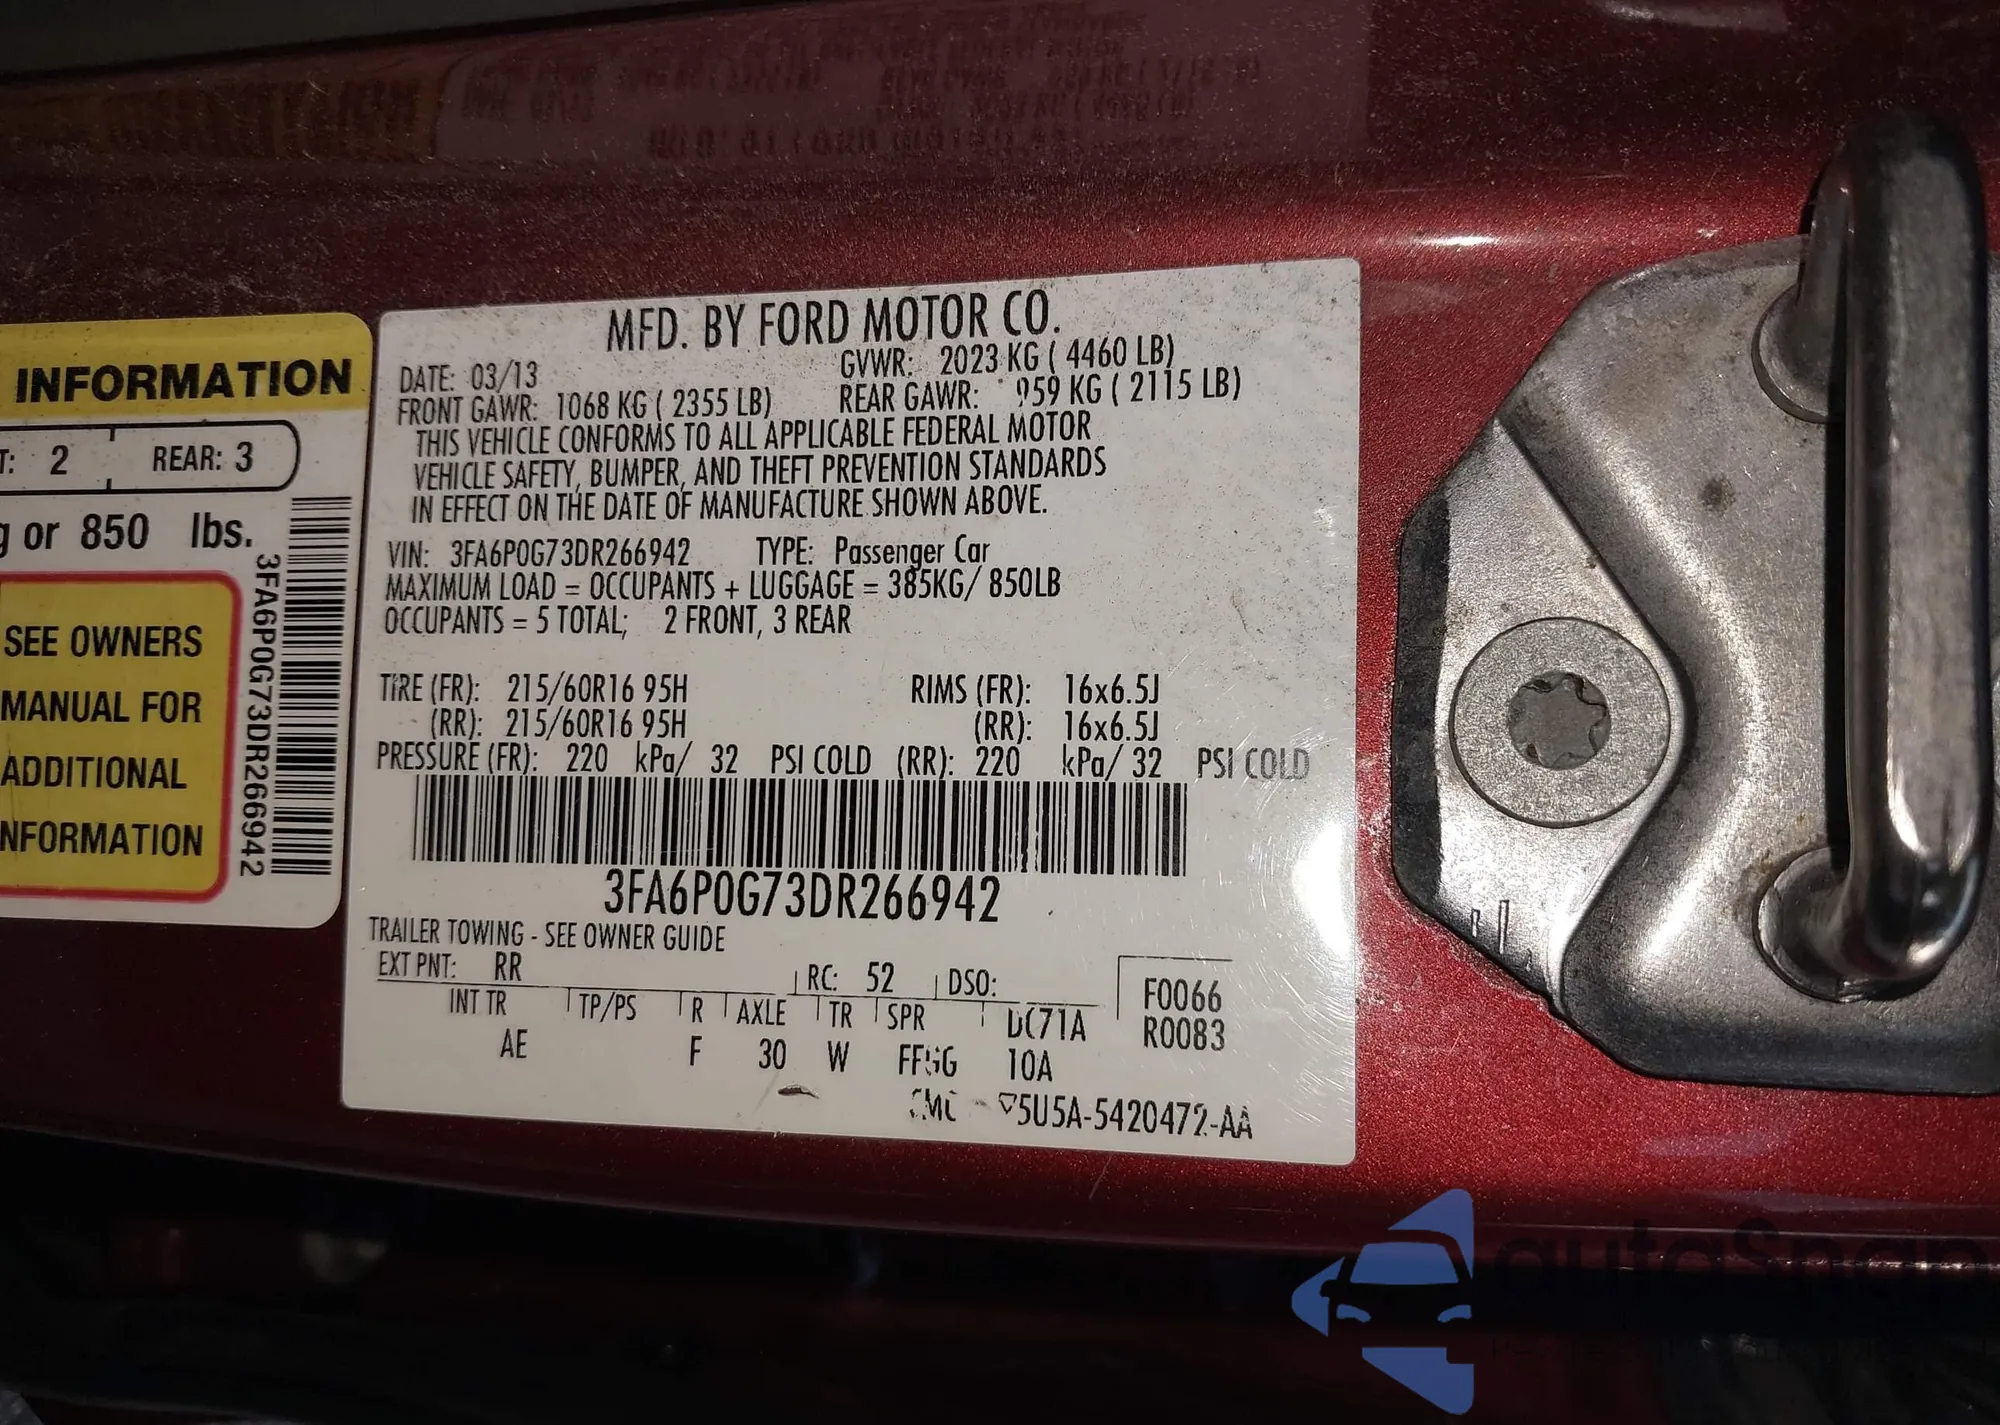 INFORMATION
T: 2 REAR: 3
g or 850 lbs.
SEE OWNERS
MANUAL FOR
ADDITIONAL
NFORMATION
3FA6P0G73DR266942
MFD. BY FORD MOTOR CO.
DATE: 03/13 GVWR: 2023 KG ( 4460 LB)
FRONT GAWR: 1068 KG ( 2355 LB) REAR GAWR: 959 KG ( 2115 LB)
THIS VEHICLE CONFORMS TO ALL APPLICABLE FEDERAL MOTOR
VEHICLE SAFETY, BUMPER, AND THEFT PREVENTION STANDARDS
IN EFFECT ON THE DATE OF MANUFACTURE SHOWN ABOVE.
VIN: 3FA6P0G73DR266942 TYPE: Passenger Car
MAXIMUM LOAD = OCCUPANTS + LUGGAGE = 385KG/ 850LB
OCCUPANTS = 5 TOTAL; 2 FRONT, 3 REAR
TIRE (FR): 215/60R16 95H RIMS (FR): 16x6.5J
(RR): 215/60R16 95H (RR): 16x6.5J
PRESSURE (FR): 220 kPa/ 32 PSI COLD (RR): 220 kPa/ 32 PSI COLD
3FA6P0G73DR266942
TRAILER TOWING - SEE OWNER GUIDE
EXT PNT: RR RC: 52 DSO: F0066
INT TR TP/PS R AXLE TR SPR DC71A R0083
AE F 30 W 10A
5U5A-5420472-AA
autoSnap